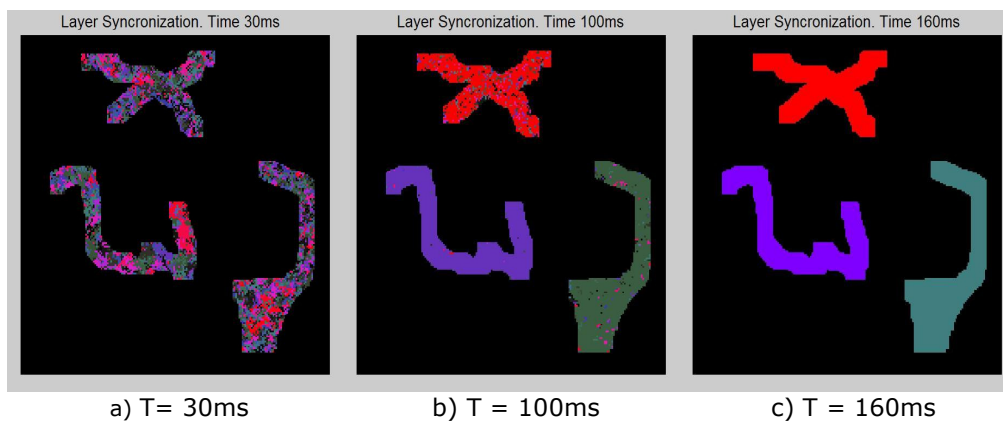 Layer Syncronization. Time 30ms
Layer Syncronization. Time 100ms
Layer Syncronization. Time 160ms
a) T= 30ms
b) T = 100ms
c) T = 160ms